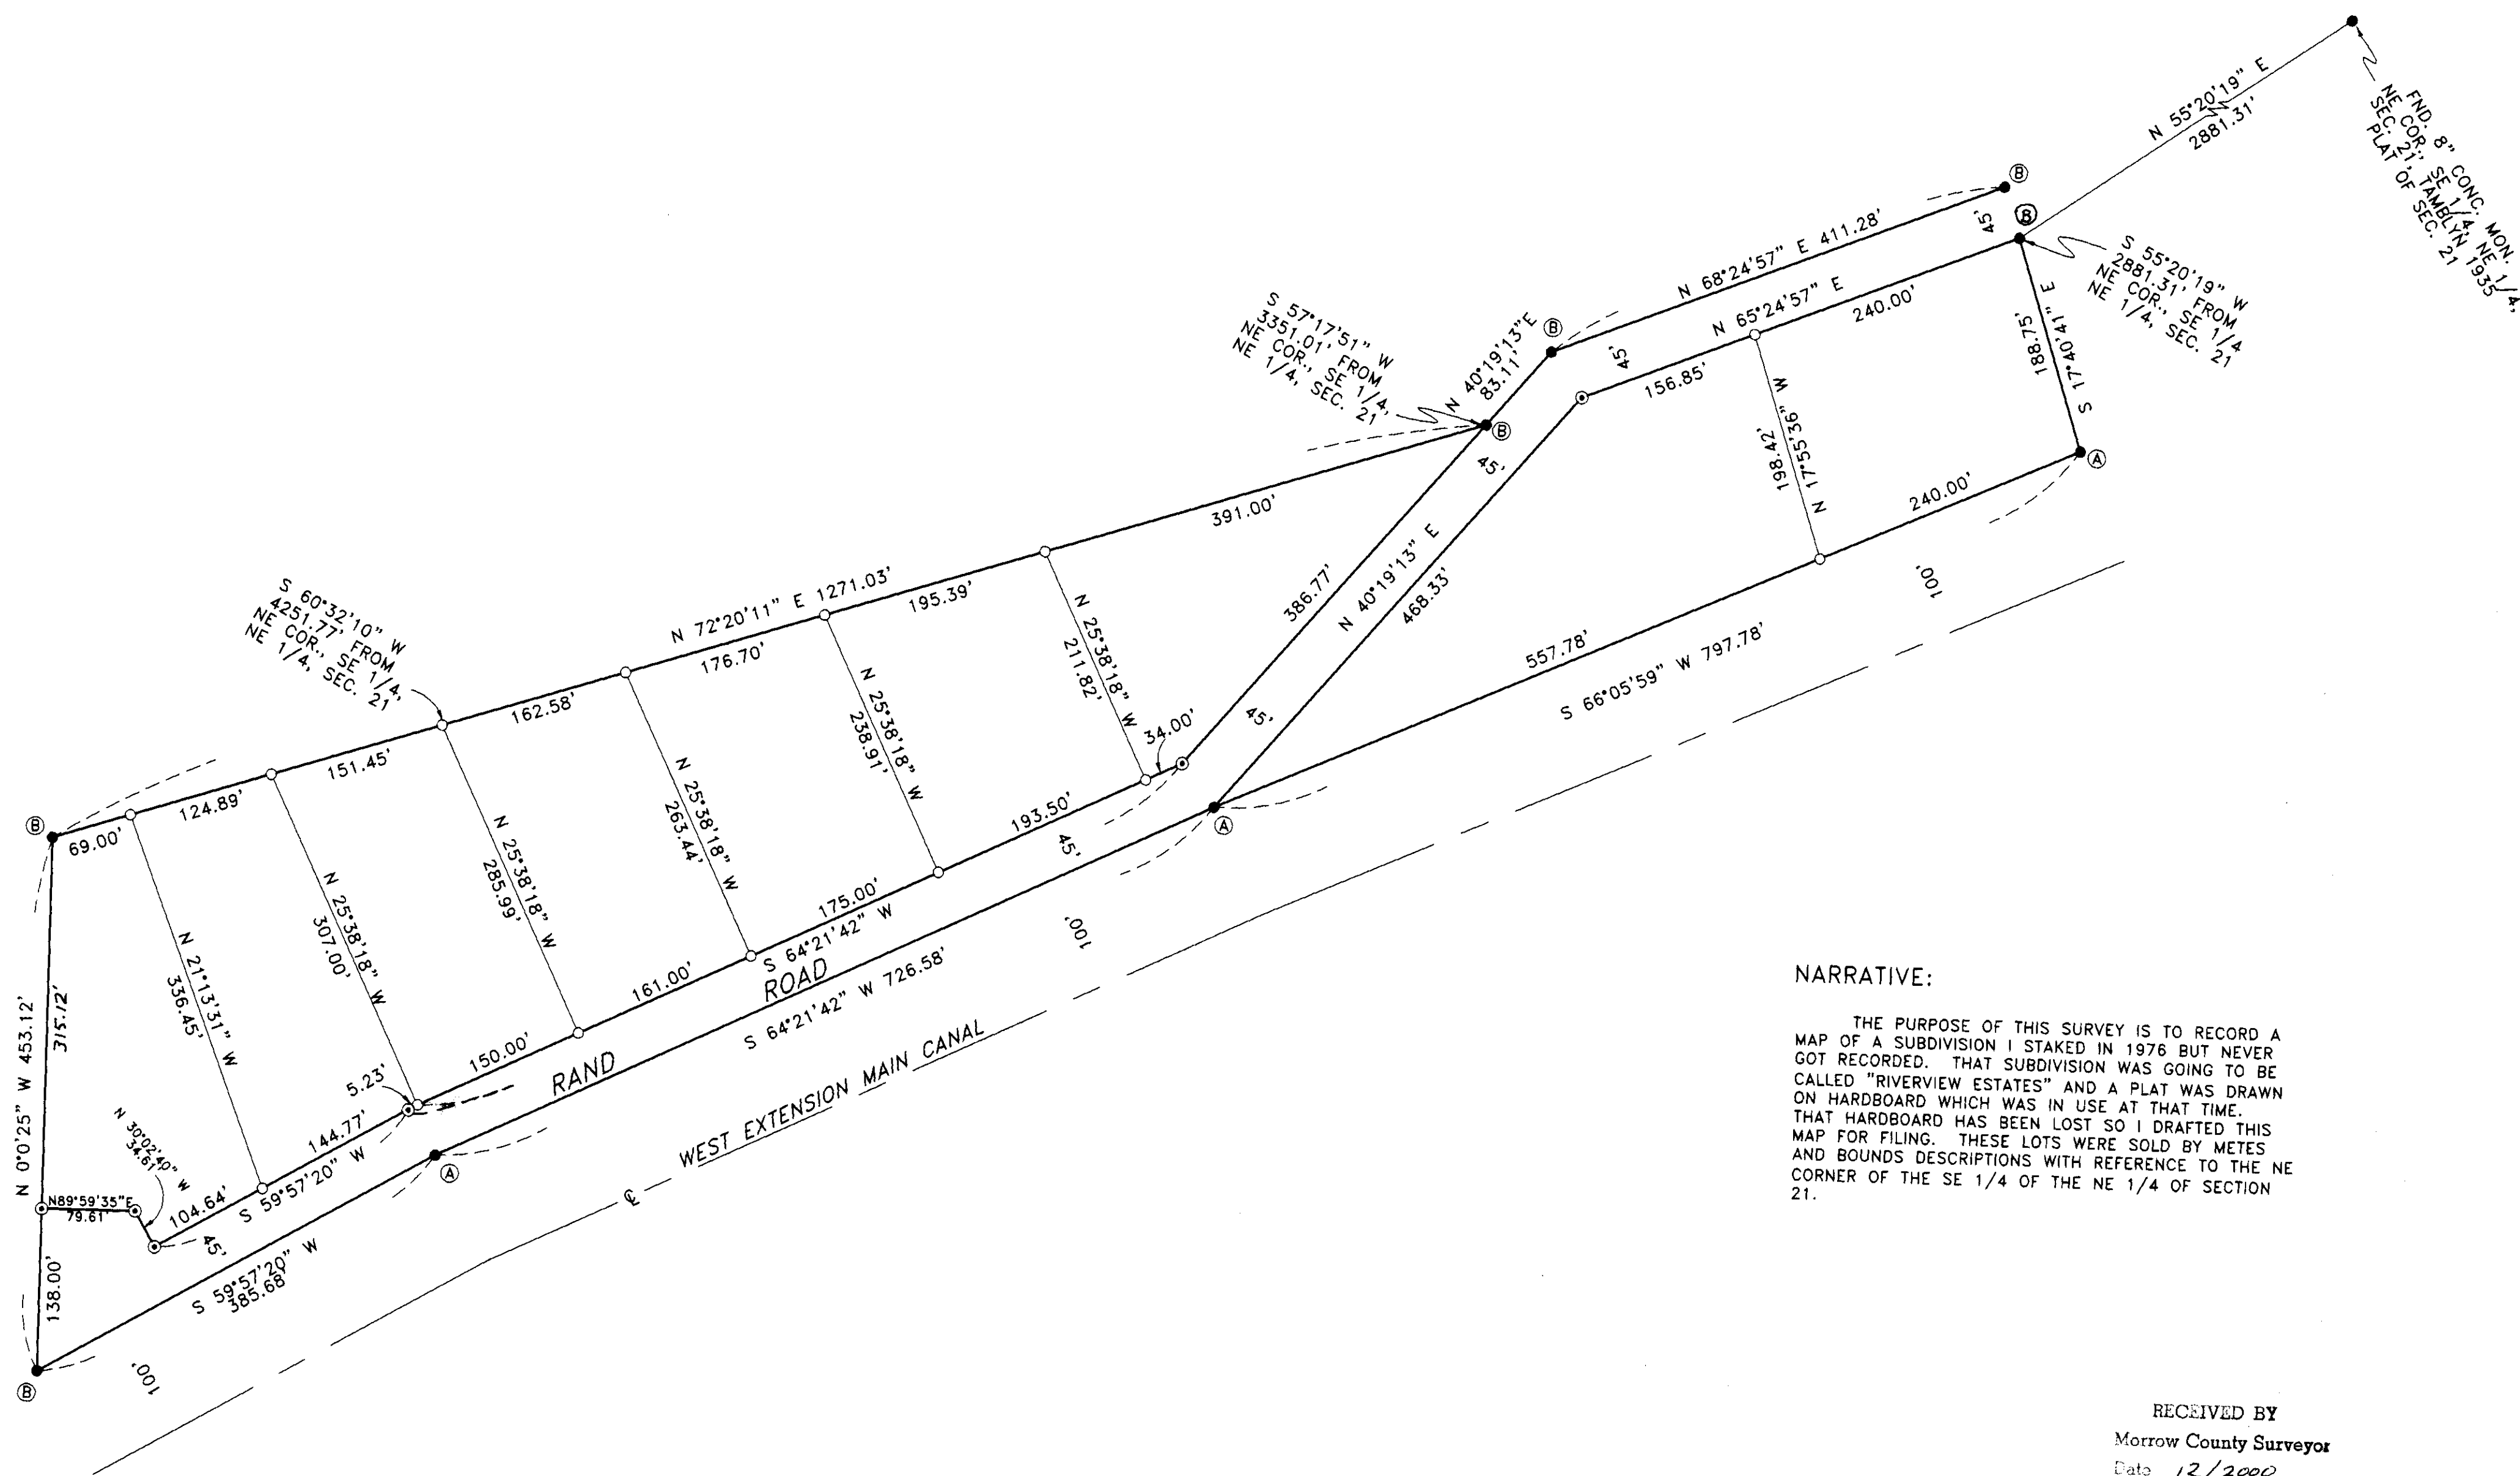 N 55°20'19" E
2881.31'
FND. 8" CONC. MON.
NE COR., SE 1/4, NE 1/4,
SEC. 21, TAMBLYN 1935
PLAT OF SEC. 21
B
B
45'
N 68°24'57" E 411.28'
S 55°20'19" W
2881.31' FROM
NE COR., SE 1/4
NE 1/4, SEC. 21
N 65°24'57" E
240.00'
188.75'
S 17°40'41" E
S 57°17'51" W
3351.01' FROM
NE COR., SE 1/4,
NE 1/4, SEC. 21
N 40°19'13"E
83.11'
B
45'
156.85'
B
198.42'
N 17°55'36" W
A
45'
240.00'
391.00'
386.77'
N 40°19'13" E
468.33'
100'
557.78'
S 66°05'59" W 797.78'
S 60°32'10" W
4251.77' FROM
NE COR., SE 1/4,
NE 1/4, SEC. 21
N 72°20'11" E 1271.03'
195.39'
176.70'
162.58'
151.45'
124.89'
69.00'
B
N 25°38'18" W
211.82'
34.00'
45'
N 25°38'18" W
238.91'
N 25°38'18" W
263.44'
N 25°38'18" W
285.99'
N 25°38'18" W
307.00'
N 21°13'31" W
336.45'
193.50'
45'
A
175.00'
S 64°21'42" W
161.00'
ROAD
100'
150.00'
S 64°21'42" W 726.58'
RAND
5.23'
144.77'
WEST EXTENSION MAIN CANAL
N 0°0'25" W 453.12'
315.12'
N 30°02'40" W
34.61'
N89°59'35"E
79.61'
104.64'
S 59°57'20" W
A
℄
45'
138.00'
S 59°57'20" W
385.68'
100'
B
NARRATIVE:
THE PURPOSE OF THIS SURVEY IS TO RECORD A
MAP OF A SUBDIVISION I STAKED IN 1976 BUT NEVER
GOT RECORDED. THAT SUBDIVISION WAS GOING TO BE
CALLED "RIVERVIEW ESTATES" AND A PLAT WAS DRAWN
ON HARDBOARD WHICH WAS IN USE AT THAT TIME.
THAT HARDBOARD HAS BEEN LOST SO I DRAFTED THIS
MAP FOR FILING. THESE LOTS WERE SOLD BY METES
AND BOUNDS DESCRIPTIONS WITH REFERENCE TO THE NE
CORNER OF THE SE 1/4 OF THE NE 1/4 OF SECTION
21.
RECEIVED BY
Morrow County Surveyor
Date 12/2000